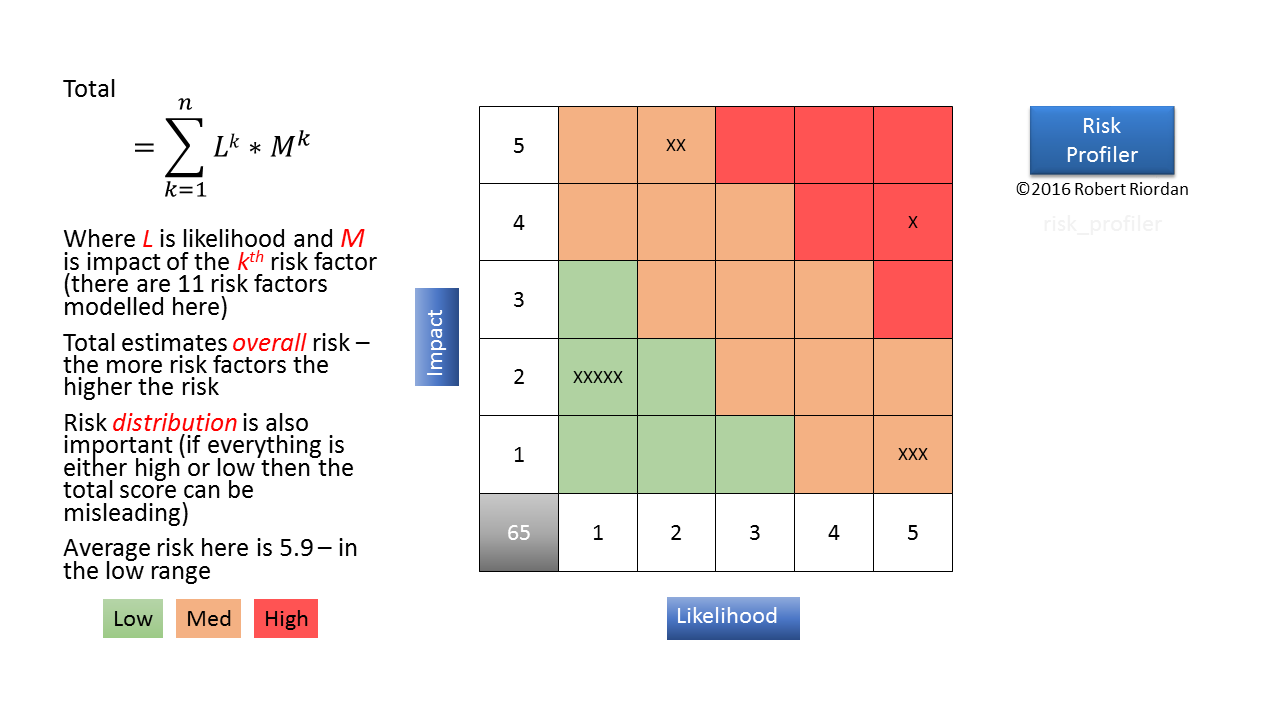 Total
= ∑ⁿₖ₌₁ Lᵏ ∗ Mᵏ
Where L is likelihood and M
is impact of the kth risk factor
(there are 11 risk factors
modelled here)
Total estimates overall risk –
the more risk factors the
higher the risk
Risk distribution is also
important (if everything is
either high or low then the
total score can be
misleading)
Average risk here is 5.9 – in
the low range
Low Med High
Impact
5 XX
4 X
3
2 XXXXX
1 XXX
65 1 2 3 4 5
Likelihood
Risk
Profiler
©2016 Robert Riordan
risk_profiler